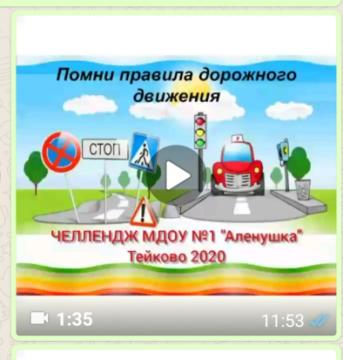 Помни правила дорожного
движения
СТОП
ЧЕЛЛЕНДЖ МДОУ №1 "Аленушка"
Тейково 2020
1:35
11:53